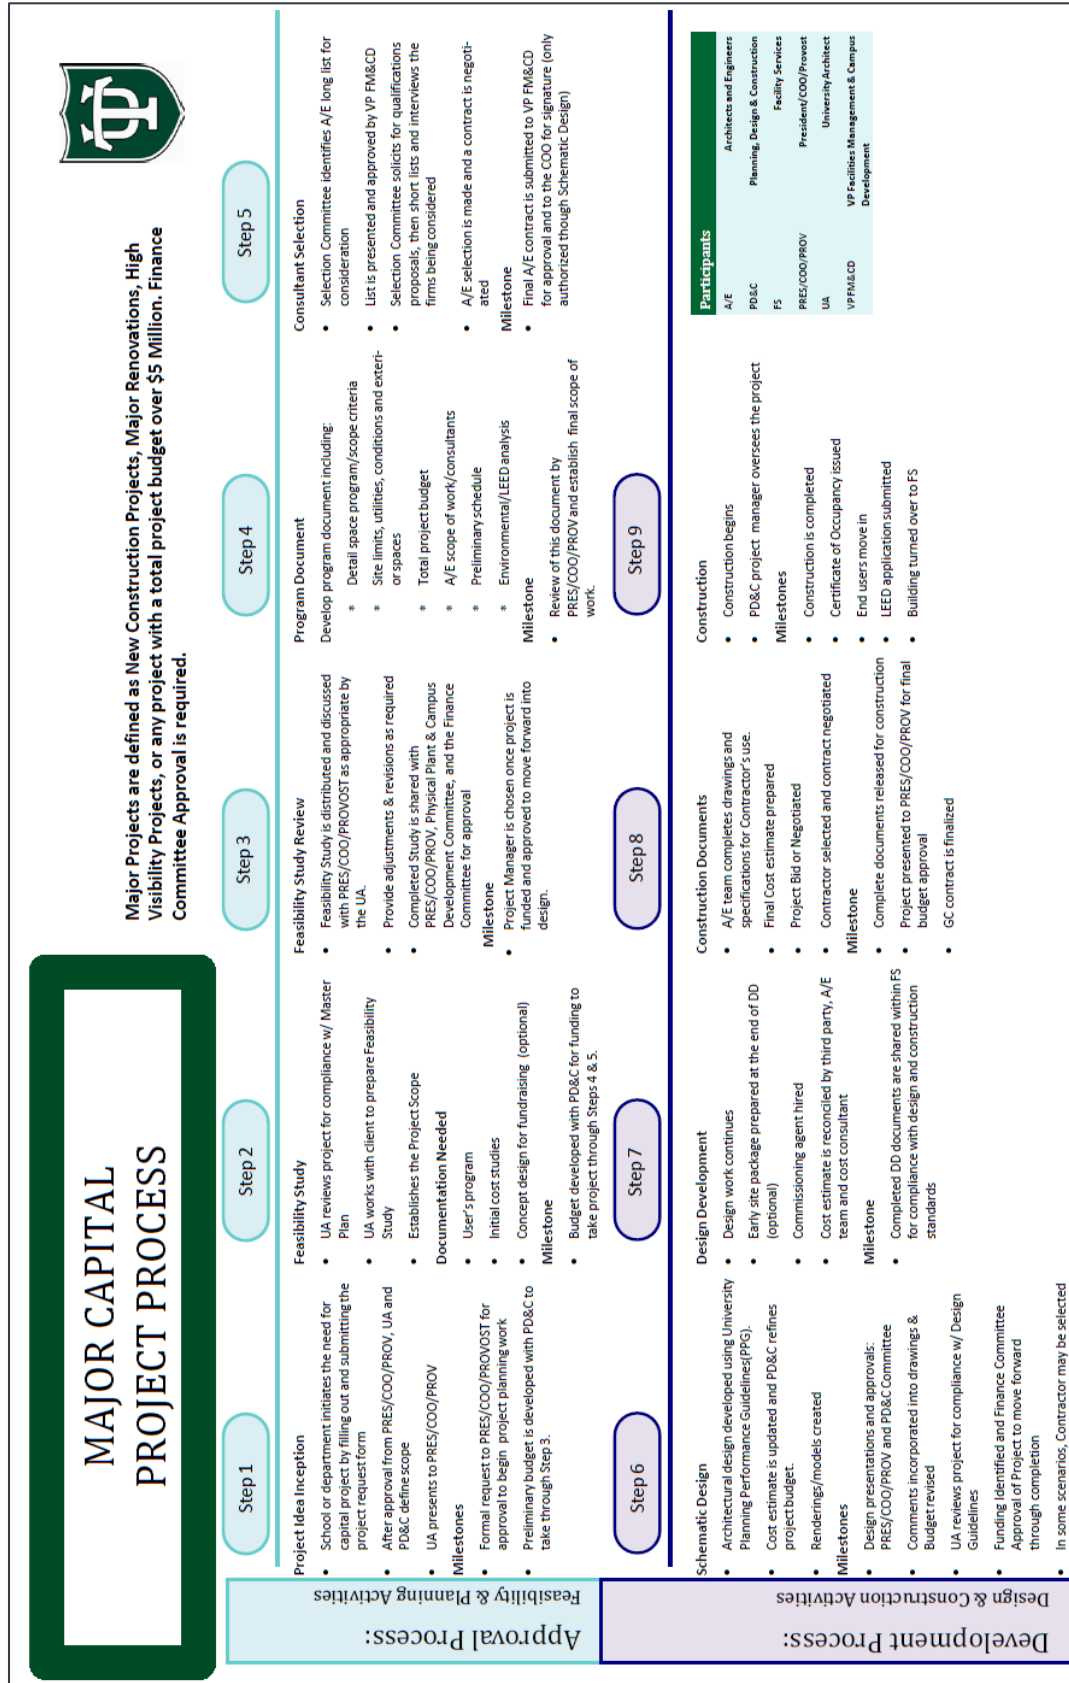 MAJOR CAPITAL
PROJECT PROCESS
Major Projects are defined as New Construction Projects, Major Renovations, High
Visibility Projects, or any project with a total project budget over $5 Million. Finance
Committee Approval is required.
Approval Process:
Feasibility & Planning Activities
Step 1
Project Idea Inception
• School or department initiates the need for
capital project by filling out and submitting the
project request form
• After approval from PRES/COO/PROV, UA and
PD&C define scope
• UA presents to PRES/COO/PROV
Milestones
• Formal request to PRES/COO/PROVOST for
approval to begin project planning work
• Preliminary budget is developed with PD&C to
take through Step 3.
Step 2
Feasibility Study
• UA reviews project for compliance w/ Master
Plan
• UA works with client to prepare Feasibility
Study
• Establishes the Project Scope
Documentation Needed
• User's program
• Initial cost studies
• Concept design for fundraising (optional)
Milestone
• Budget developed with PD&C for funding to
take project through Steps 4 & 5.
Step 3
Feasibility Study Review
• Feasibility Study is distributed and discussed
with PRES/COO/PROVOST as appropriate by
the UA.
• Provide adjustments & revisions as required
• Completed Study is shared with
PRES/COO/PROV, Physical Plant & Campus
Development Committee, and the Finance
Committee for approval
Milestone
• Project Manager is chosen once project is
funded and approved to move forward into
design.
Step 4
Program Document
Develop program document including:
* Detail space program/scope criteria
* Site limits, utilities, conditions and exteri-
or spaces
* Total project budget
* A/E scope of work/consultants
* Preliminary schedule
* Environmental/LEED analysis
Milestone
• Review of this document by
PRES/COO/PROV and establish final scope of
work.
Step 5
Consultant Selection
• Selection Committee identifies A/E long list for
consideration
• List is presented and approved by VP FM&CD
• Selection Committee solicits for qualifications
proposals, then short lists and interviews the
firms being considered
• A/E selection is made and a contract is negoti-
ated
Milestone
• Final A/E contract is submitted to VP FM&CD
for approval and to the COO for signature (only
authorized though Schematic Design)
Development Process:
Design & Construction Activities
Step 6
Schematic Design
• Architectural design developed using University
Planning Performance Guidelines(PPG).
• Cost estimate is updated and PD&C refines
project budget.
• Renderings/models created
Milestones
• Design presentations and approvals:
PRES/COO/PROV and PD&C Committee
• Comments incorporated into drawings &
Budget revised
• UA reviews project for compliance w/ Design
Guidelines
• Funding Identified and Finance Committee
Approval of Project to move forward
through completion
• In some scenarios, Contractor may be selected
Step 7
Design Development
• Design work continues
• Early site package prepared at the end of DD
(optional)
• Commissioning agent hired
• Cost estimate is reconciled by third party, A/E
team and cost consultant
Milestone
• Completed DD documents are shared within FS
for compliance with design and construction
standards
Step 8
Construction Documents
• A/E team completes drawings and
specifications for Contractor's use.
• Final Cost estimate prepared
• Project Bid or Negotiated
• Contractor selected and contract negotiated
Milestone
• Complete documents released for construction
• Project presented to PRES/COO/PROV for final
budget approval
• GC contract is finalized
Step 9
Construction
• Construction begins
• PD&C project manager oversees the project
Milestones
• Construction is completed
• Certificate of Occupancy issued
• End users move in
• LEED application submitted
• Building turned over to FS
Participants
A/E Architects and Engineers
PD&C Planning, Design & Construction
FS Facility Services
PRES/COO/PROV President/COO/Provost
UA University Architect
VP FM&CD VP Facilities Management & Campus
Development